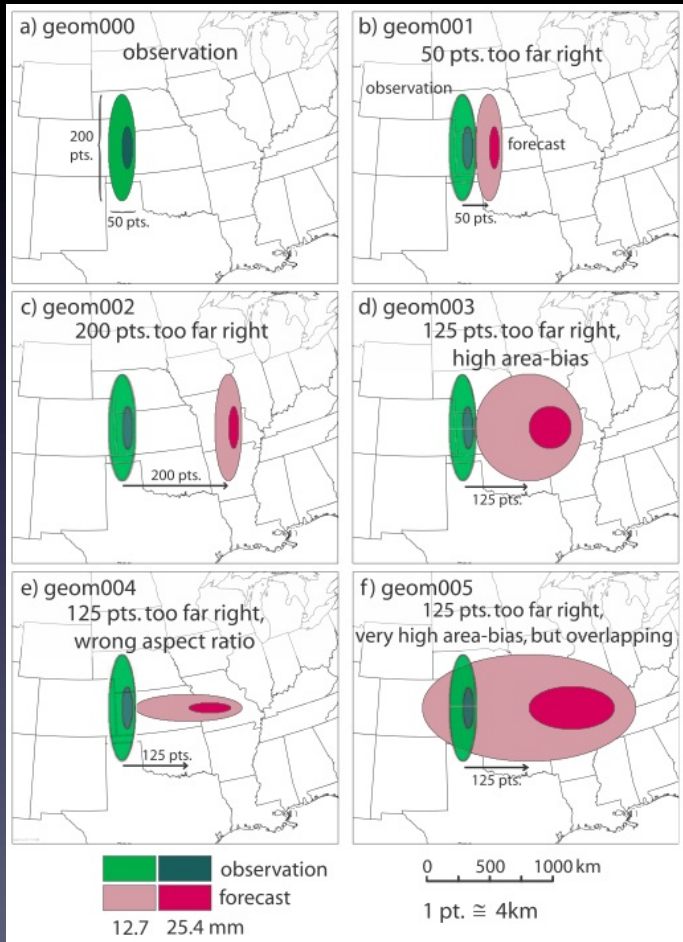 a) geom000
observation
200
pts.
50 pts.
b) geom001
50 pts. too far right
observation
forecast
50 pts.
c) geom002
200 pts. too far right
200 pts.
d) geom003
125 pts. too far right,
high area-bias
125 pts.
e) geom004
125 pts. too far right,
wrong aspect ratio
125 pts.
f) geom005
125 pts. too far right,
very high area-bias, but overlapping
125 pts.
observation
forecast
12.7 25.4 mm
0 500 1000 km
1 pt. ≅ 4km